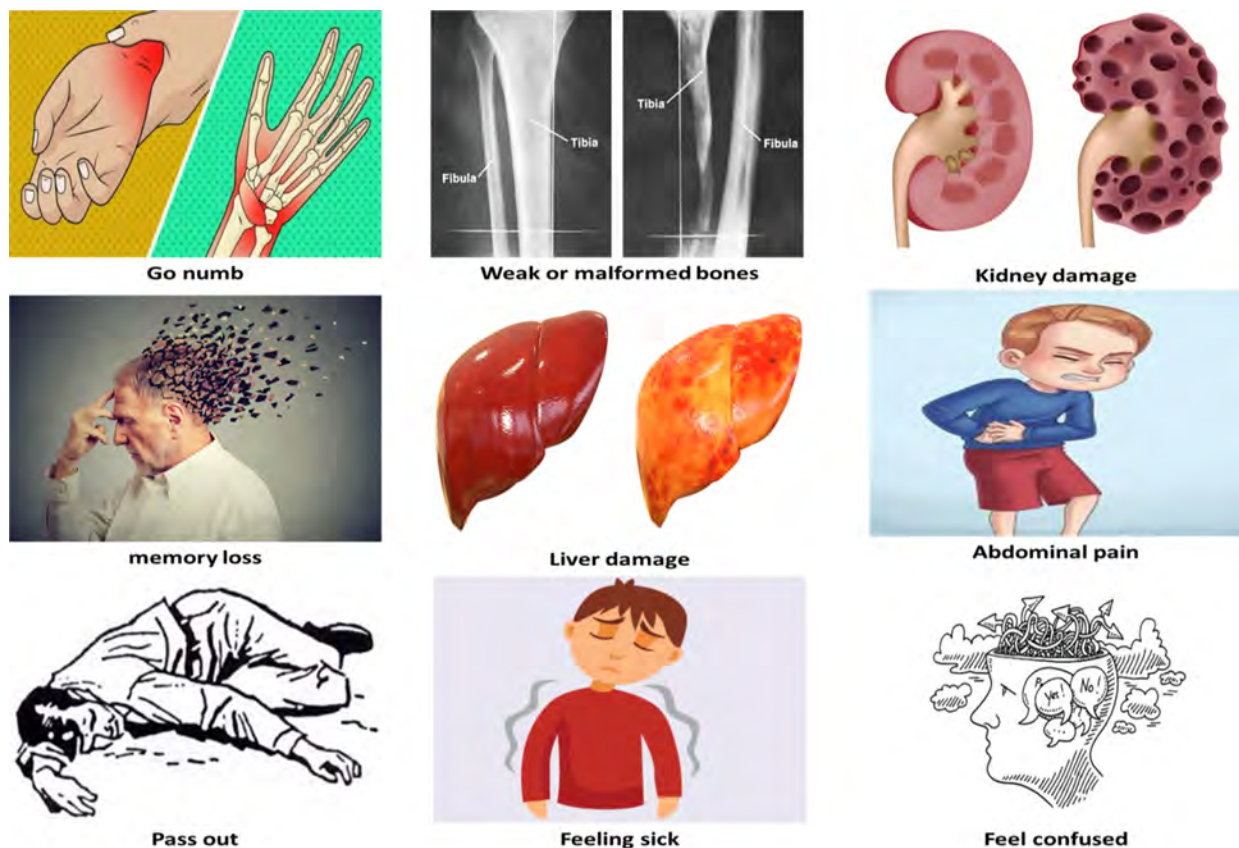 Fibula
Tibia
Tibia
Fibula
Go numb
Weak or malformed bones
Kidney damage
memory loss
Liver damage
Abdominal pain
Yes!
No!
...
Pass out
Feeling sick
Feel confused